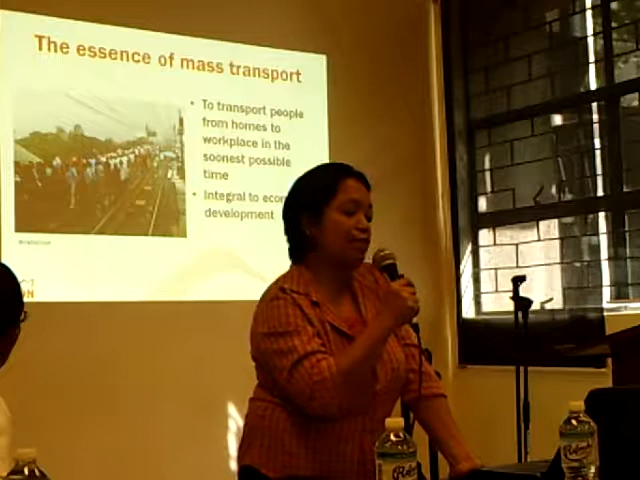 The essence of mass transport
• To transport people
from homes to
workplace in the
soonest possible
time
• Integral to econ
development